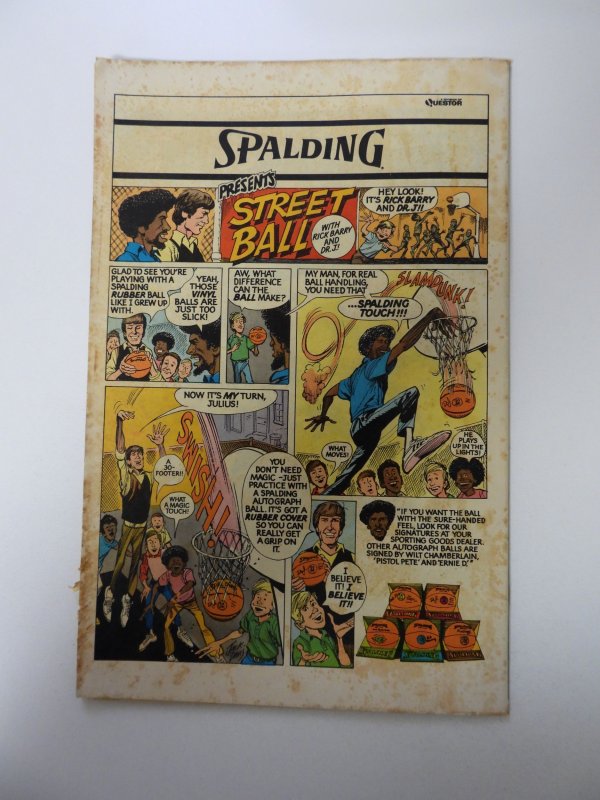 A DIVISION OF
QUESTOR
SPALDING
PRESENTS
STREET
BALL
WITH
RICK BARRY
AND
DR. J!
HEY LOOK!
IT'S RICK BARRY
AND DR. J!!
GLAD TO SEE YOU'RE
PLAYING WITH A
SPALDING
RUBBER BALL
LIKE I GREW UP
WITH.
YEAH,
THOSE
VINYL
BALLS ARE
JUST TOO
SLICK!
AW, WHAT
DIFFERENCE
CAN THE
BALL MAKE?
MY MAN, FOR REAL
BALL HANDLING,
YOU NEED THAT
...SPALDING
TOUCH!!!
SLAMDUNK!
WHAT
MOVES!
HE
PLAYS
UP IN THE
LIGHTS!
NOW IT'S MY TURN,
JULIUS!
SWISH!
A
30-
FOOTER!!
WHAT
A MAGIC
TOUCH!
YOU
DON'T NEED
MAGIC -JUST
PRACTICE WITH
A SPALDING
AUTOGRAPH
BALL. IT'S GOT A
RUBBER COVER
SO YOU CAN
REALLY GET
A GRIP ON
IT.
I
BELIEVE
IT! I
BELIEVE
IT!!
"IF YOU WANT THE BALL
WITH THE SURE-HANDED
FEEL, LOOK FOR OUR
SIGNATURES AT YOUR
SPORTING GOODS DEALER.
OTHER AUTOGRAPH BALLS ARE
SIGNED BY WILT CHAMBERLAIN,
'PISTOL PETE' AND 'ERNIE D.'"